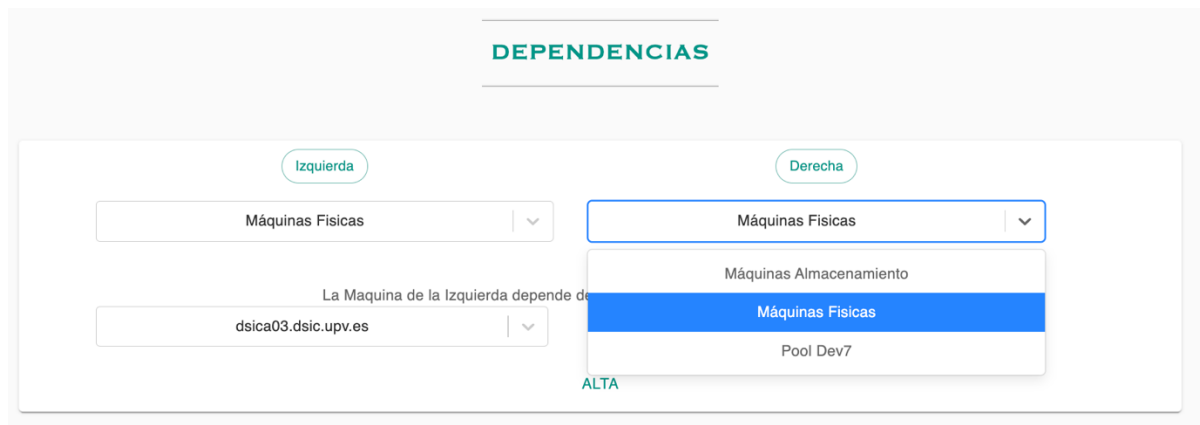 DEPENDENCIAS
Izquierda Derecha
Máquinas Fisicas Máquinas Fisicas
Máquinas Almacenamiento
La Maquina de la Izquierda depende de
Máquinas Fisicas
dsica03.dsic.upv.es
Pool Dev7
ALTA